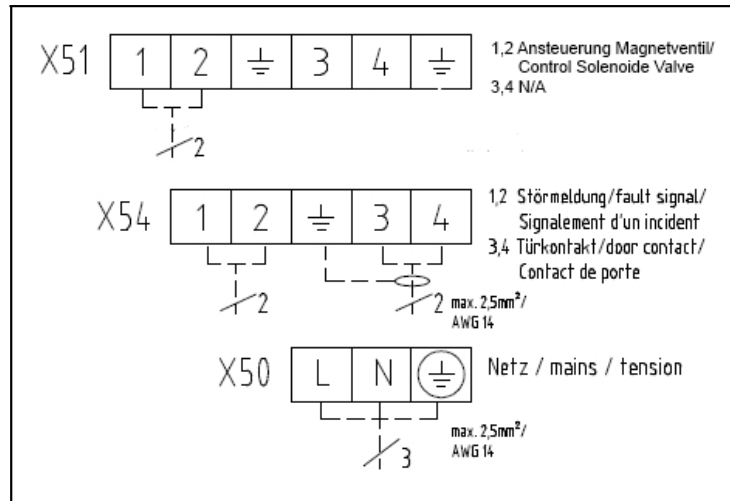 X51 1 2 3 4
1,2 Ansteuerung Magnetventil/
Control Solenoide Valve
3,4 N/A
2
X54 1 2 3 4
1,2 Störmeldung/fault signal/
Signalement d'un incident
3,4 Türkontakt/door contact/
Contact de porte
2
2 max. 2,5mm²/
AWG 14
X50 L N
Netz / mains / tension
3 max. 2,5mm²/
AWG 14